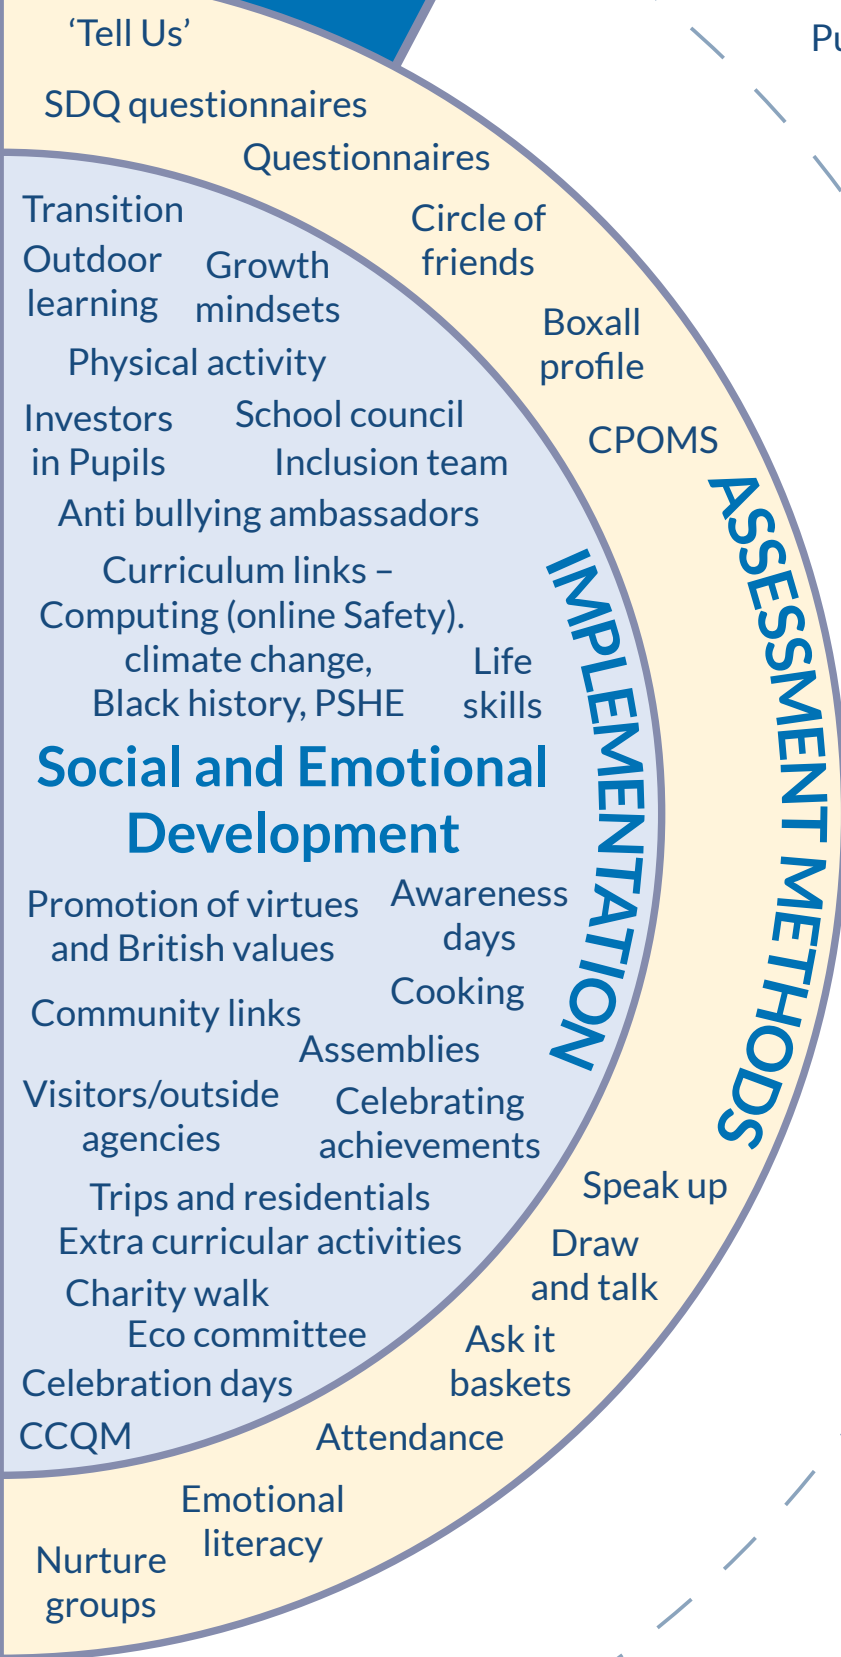 ‘Tell Us’
Pu
SDQ questionnaires
Questionnaires
Circle of
friends
Boxall
profile
CPOMS
ASSESSMENT METHODS
Speak up
Draw
and talk
Ask it
baskets
Attendance
Emotional
literacy
Nurture
groups
Transition
Outdoor
learning
Growth
mindsets
Physical activity
Investors
in Pupils
School council
Inclusion team
Anti bullying ambassadors
Curriculum links –
Computing (online Safety).
climate change,
Black history, PSHE
Life
skills
IMPLEMENTATION
Social and Emotional
Development
Promotion of virtues
and British values
Awareness
days
Community links
Cooking
Assemblies
Visitors/outside
agencies
Celebrating
achievements
Trips and residentials
Extra curricular activities
Charity walk
Eco committee
Celebration days
CCQM